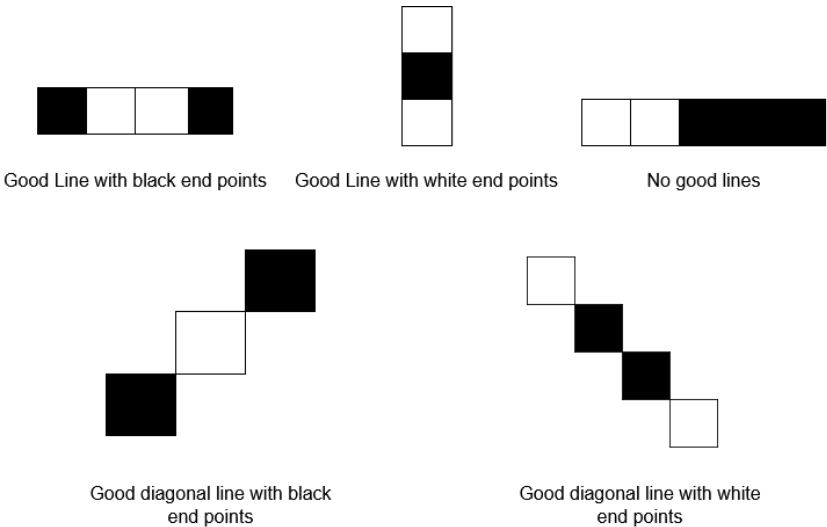 Good Line with black end points
Good Line with white end points
No good lines
Good diagonal line with black
end points
Good diagonal line with white
end points